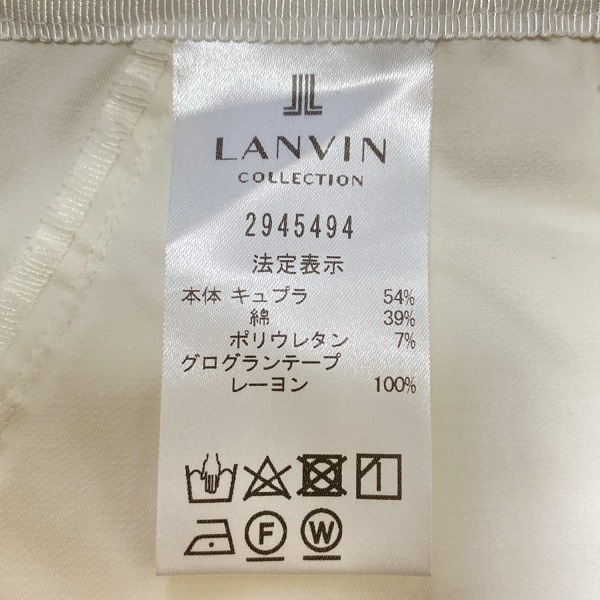 LANVIN
COLLECTION
2945494
法定表示
本体 キュプラ 54%
綿 39%
ポリウレタン 7%
グログランテープ
レーヨン 100%
F W